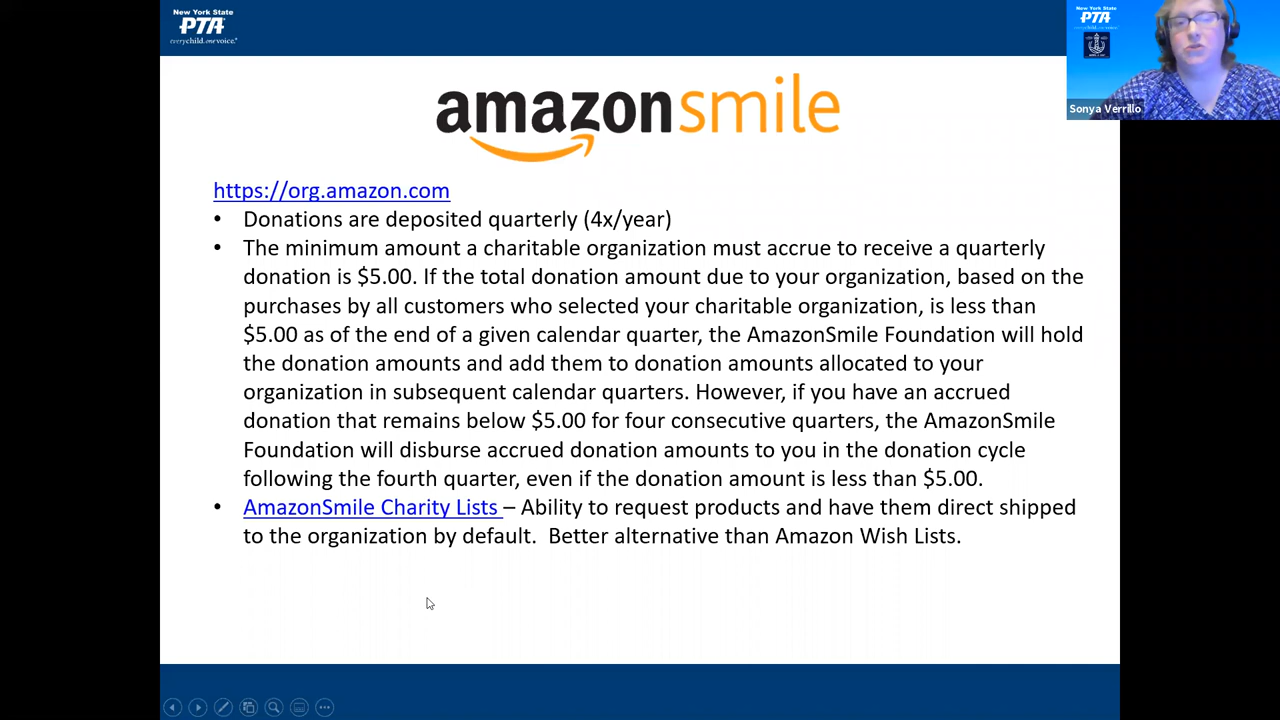 New York State
PTA
everychild.onevoice.®
New York State
PTA
Sonya Verrillo
amazonsmile
https://org.amazon.com
• Donations are deposited quarterly (4x/year)
• The minimum amount a charitable organization must accrue to receive a quarterly
donation is $5.00. If the total donation amount due to your organization, based on the
purchases by all customers who selected your charitable organization, is less than
$5.00 as of the end of a given calendar quarter, the AmazonSmile Foundation will hold
the donation amounts and add them to donation amounts allocated to your
organization in subsequent calendar quarters. However, if you have an accrued
donation that remains below $5.00 for four consecutive quarters, the AmazonSmile
Foundation will disburse accrued donation amounts to you in the donation cycle
following the fourth quarter, even if the donation amount is less than $5.00.
• AmazonSmile Charity Lists – Ability to request products and have them direct shipped
to the organization by default.  Better alternative than Amazon Wish Lists.